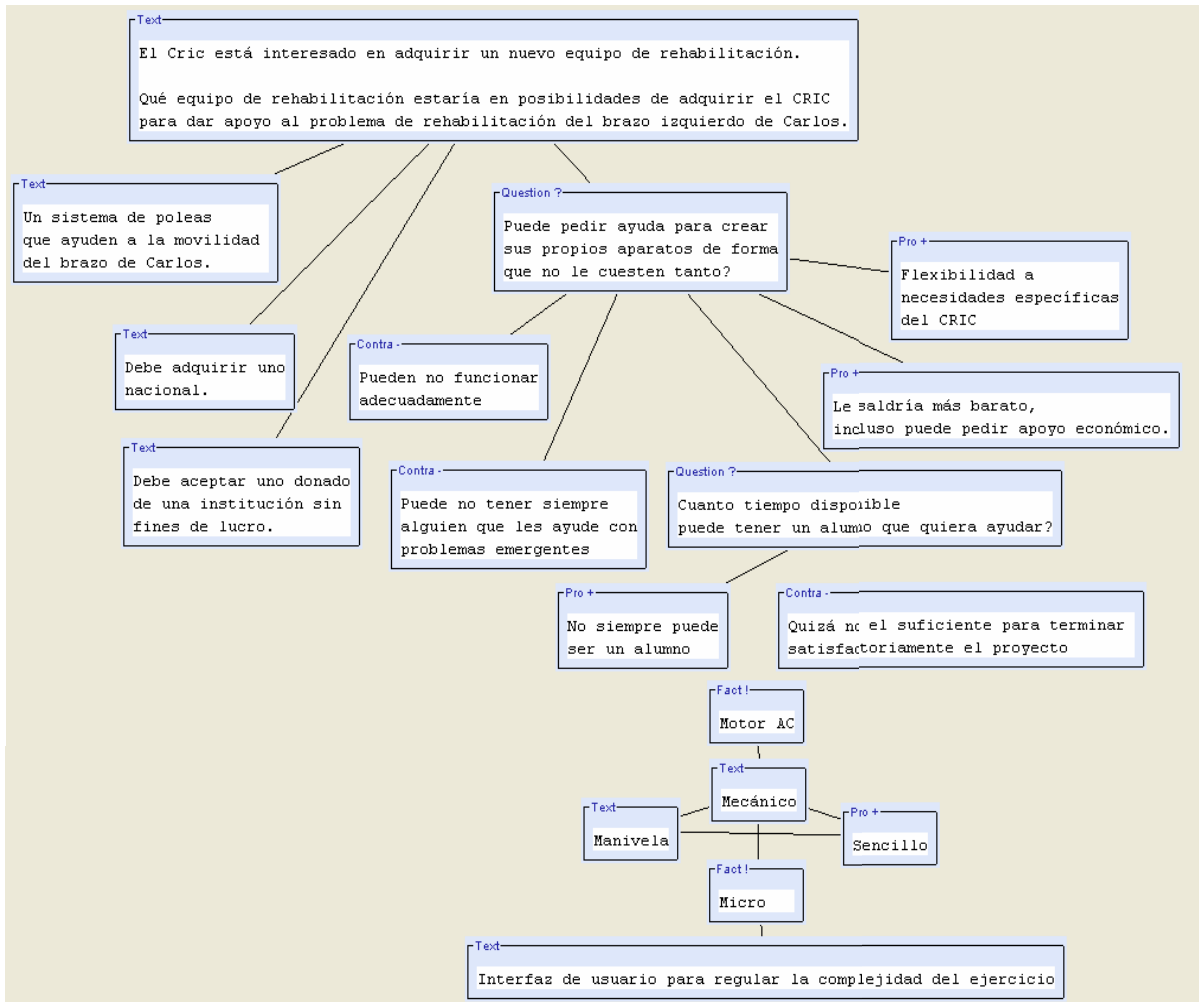 Text
El Cric está interesado en adquirir un nuevo equipo de rehabilitación.
Qué equipo de rehabilitación estaría en posibilidades de adquirir el CRIC
para dar apoyo al problema de rehabilitación del brazo izquierdo de Carlos.
Text
Un sistema de poleas
que ayuden a la movilidad
del brazo de Carlos.
Question ?
Puede pedir ayuda para crear
sus propios aparatos de forma
que no le cuesten tanto?
Pro +
Flexibilidad a
necesidades específicas
del CRIC
Text
Debe adquirir uno
nacional.
Contra -
Pueden no funcionar
adecuadamente
Pro +
Le saldría más barato,
incluso puede pedir apoyo económico.
Text
Debe aceptar uno donado
de una institución sin
fines de lucro.
Contra -
Puede no tener siempre
alguien que les ayude con
problemas emergentes
Question ?
Cuanto tiempo disponible
puede tener un alumno que quiera ayudar?
Pro +
No siempre puede
ser un alumno
Contra -
Quizá no el suficiente para terminar
satisfactoriamente el proyecto
Fact !
Motor AC
Text
Mecánico
Text
Manivela
Pro +
Sencillo
Fact !
Micro
Text
Interfaz de usuario para regular la complejidad del ejercicio